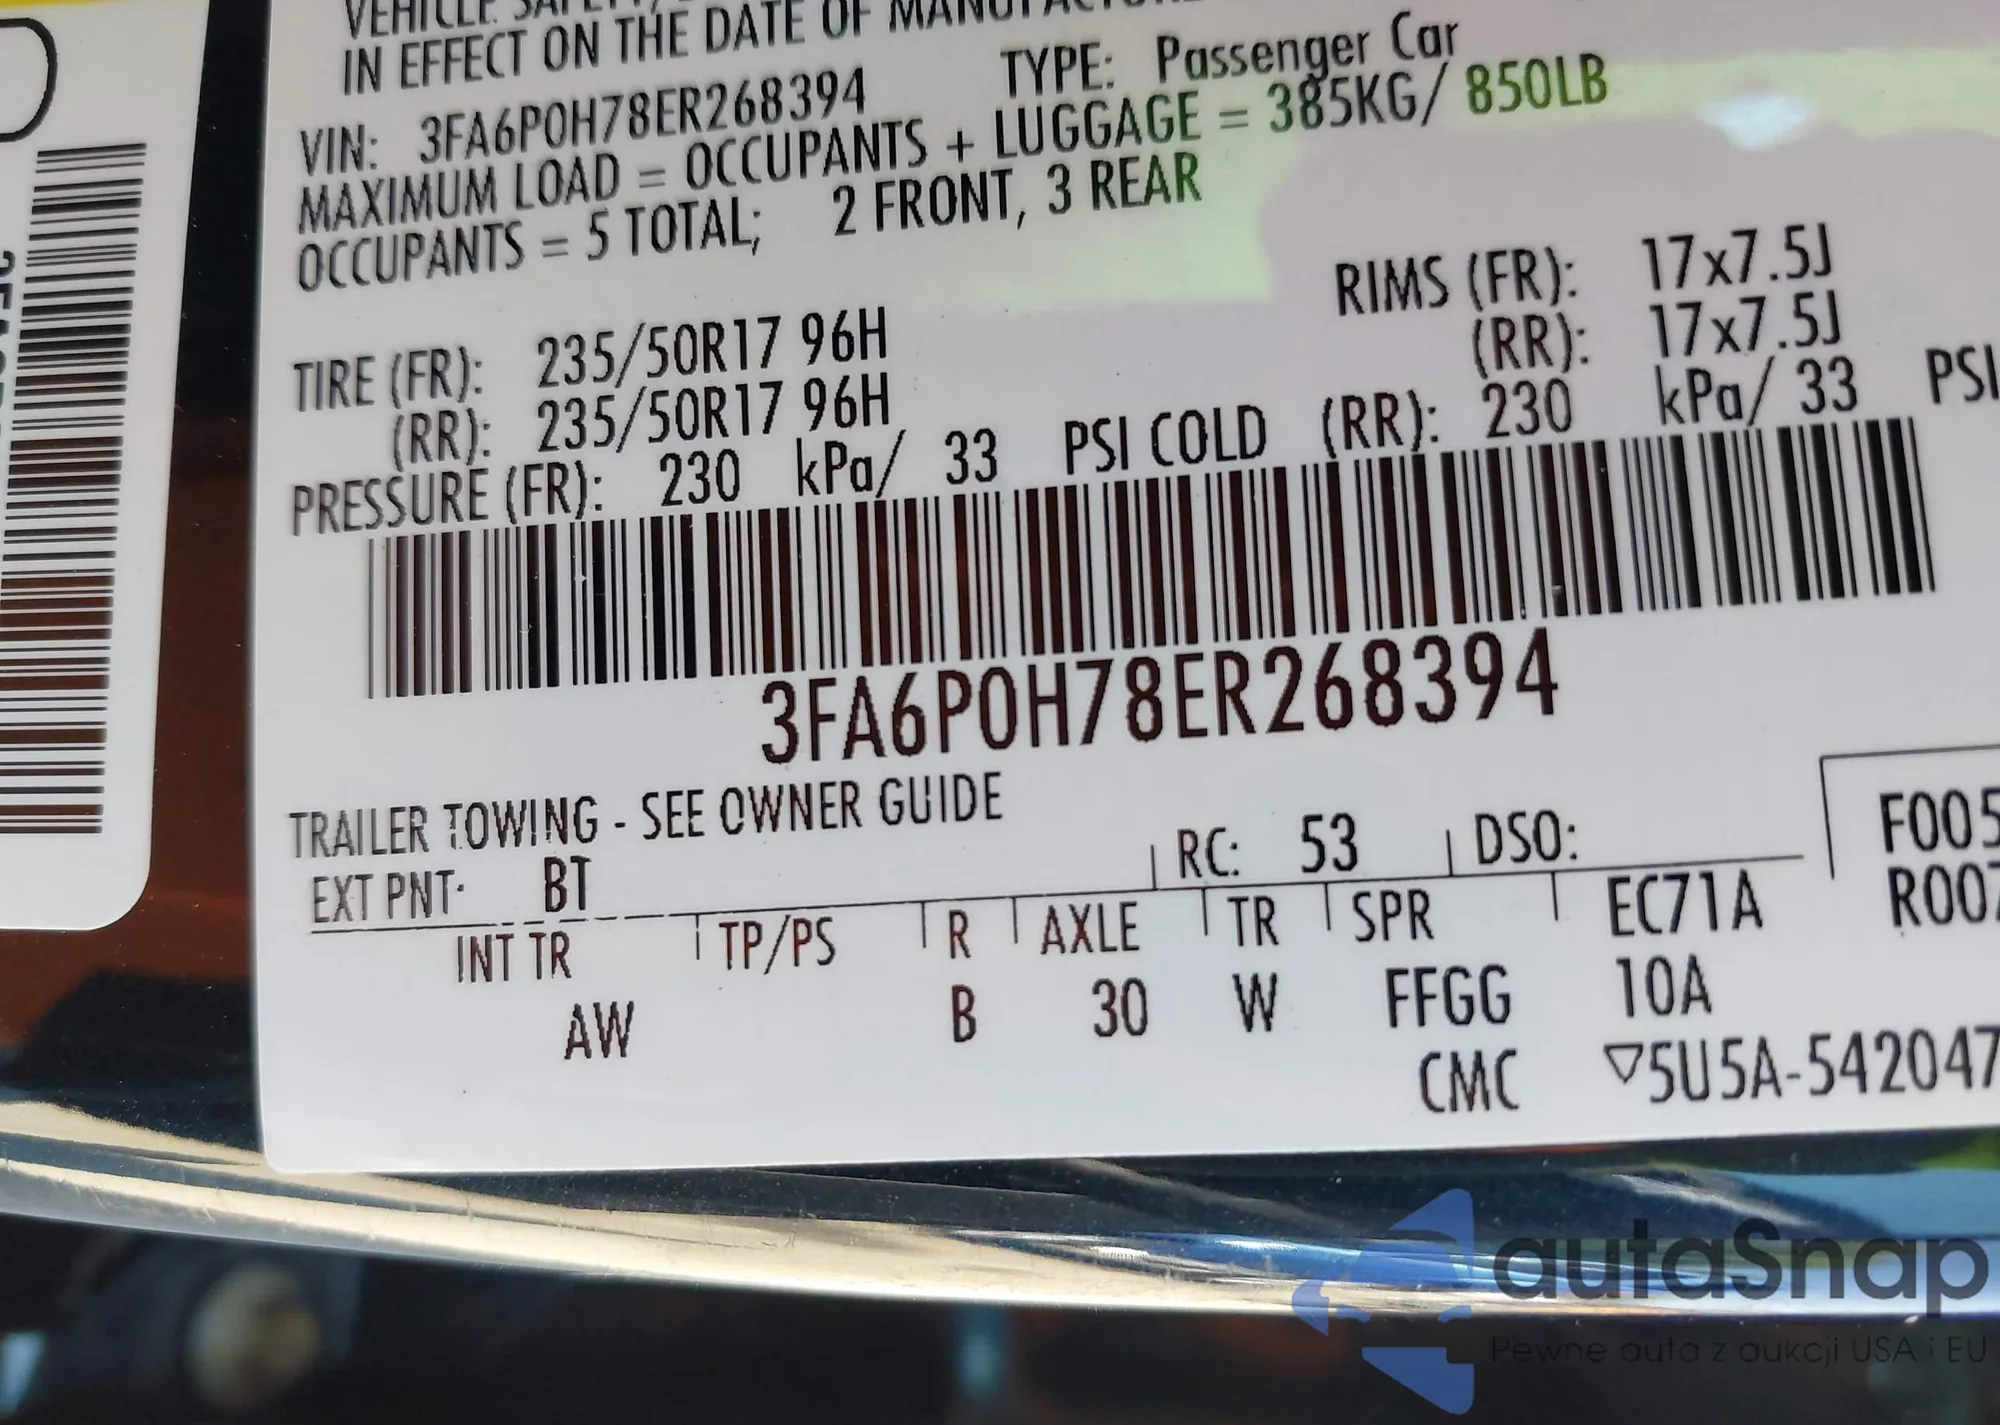 VEHICLE SAFETY
IN EFFECT ON THE DATE OF MANUFACTURE
VIN: 3FA6P0H78ER268394
TYPE: Passenger Car
MAXIMUM LOAD = OCCUPANTS + LUGGAGE = 385KG/ 850LB
OCCUPANTS = 5 TOTAL; 2 FRONT, 3 REAR
TIRE (FR): 235/50R17 96H RIMS (FR): 17x7.5J
(RR): 235/50R17 96H (RR): 17x7.5J
PRESSURE (FR): 230 kPa/ 33 PSI COLD (RR): 230 kPa/ 33 PSI
3FA6P0H78ER268394
TRAILER TOWING - SEE OWNER GUIDE
EXT PNT: BT RC: 53 DSO: F005
INT TR TP/PS R AXLE TR SPR EC71A R007
AW B 30 W FFGG 10A
CMC ▽5U5A-542047
autaSnap
Pewne auta z aukcji USA i EU